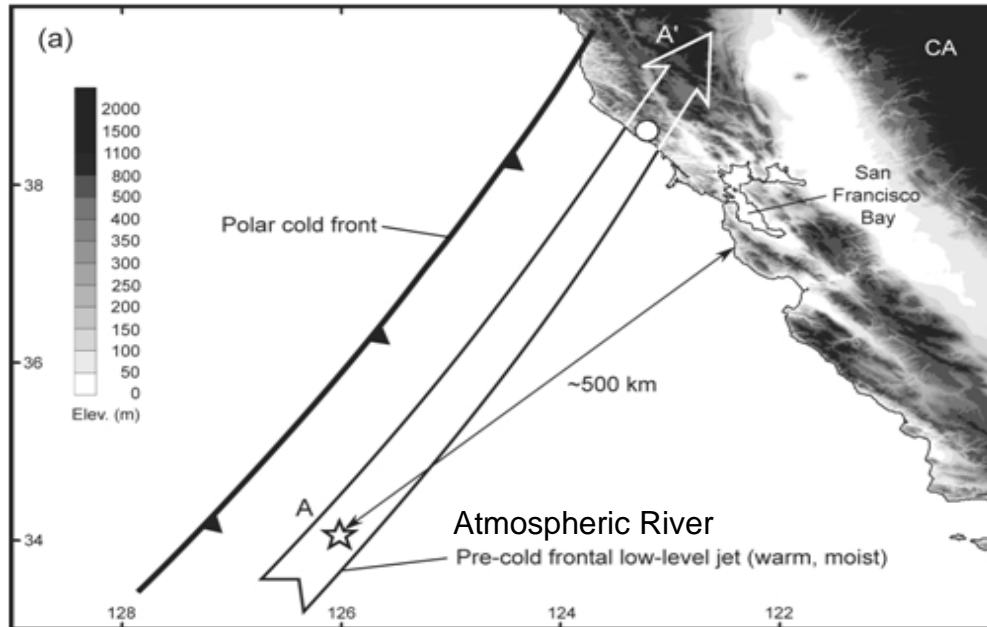 (a)
A'
CA
2000
1500
1100
800
500
400
350
300
250
200
150
100
50
0
Elev. (m)
38
36
34
Polar cold front
San
Francisco
Bay
~500 km
A
Atmospheric River
Pre-cold frontal low-level jet (warm, moist)
128
126
124
122